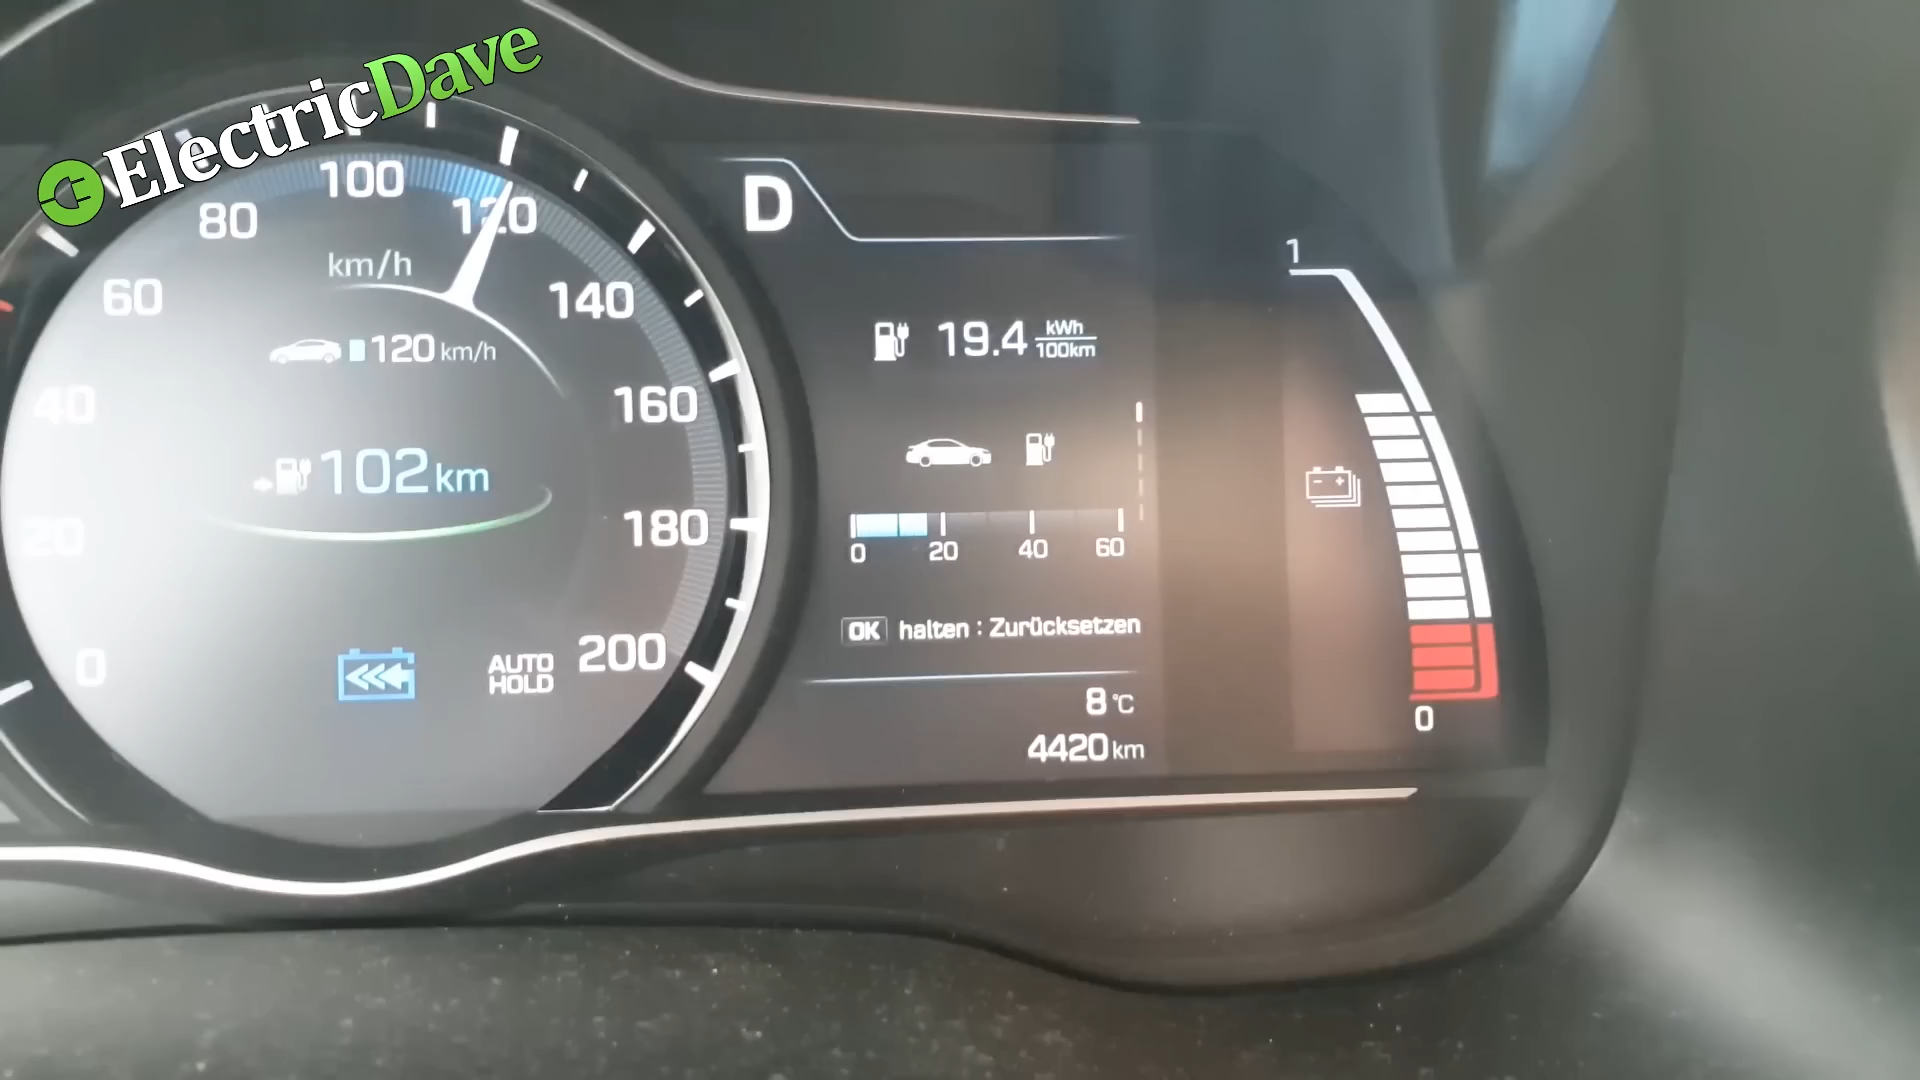 ElectricDave
100
120
80
km/h
60
140
120 km/h
40
160
102 km
20
180
0
AUTO
HOLD
200
D
19.4 kWh
100km
0 20 40 60
OK halten : Zurücksetzen
8 °C
4420 km
1
0